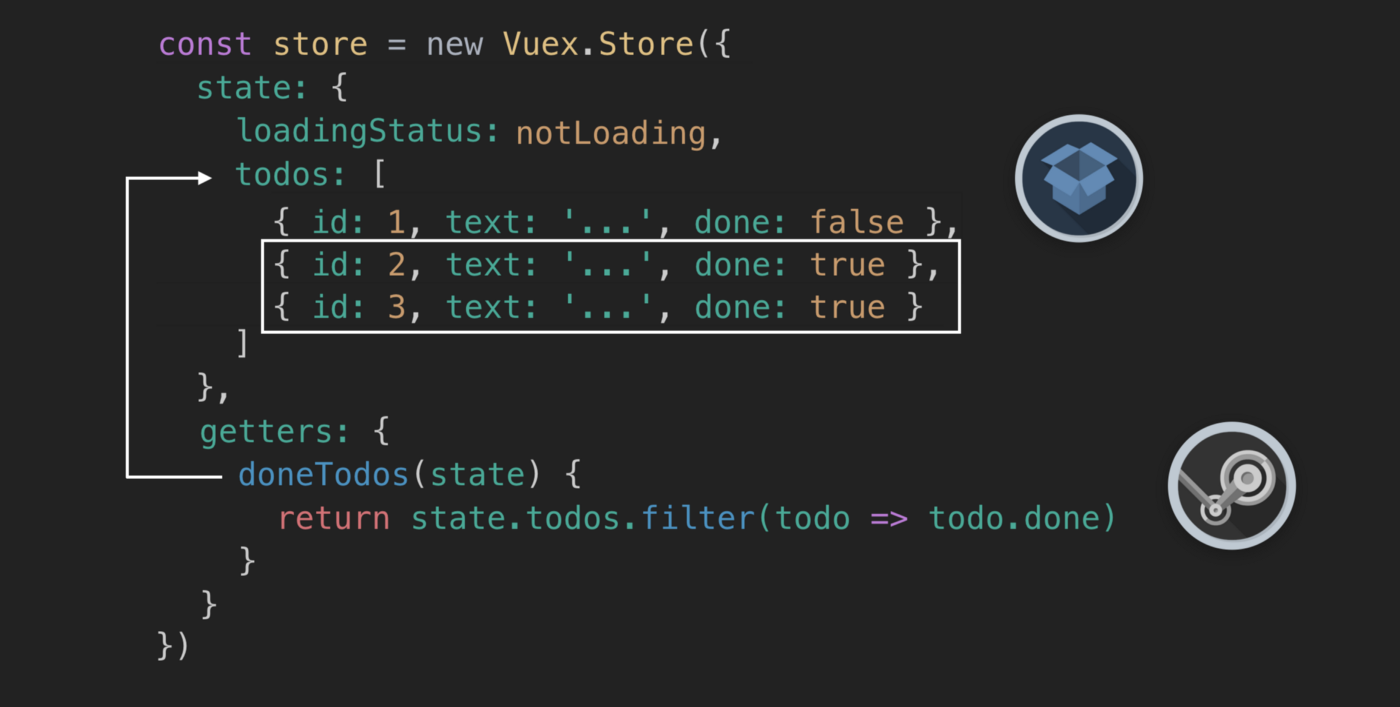 const store = new Vuex.Store({
  state: {
    loadingStatus: notLoading,
    todos: [
      { id: 1, text: '...', done: false },
      { id: 2, text: '...', done: true },
      { id: 3, text: '...', done: true }
    ]
  },
  getters: {
    doneTodos(state) {
      return state.todos.filter(todo => todo.done)
    }
  }
})